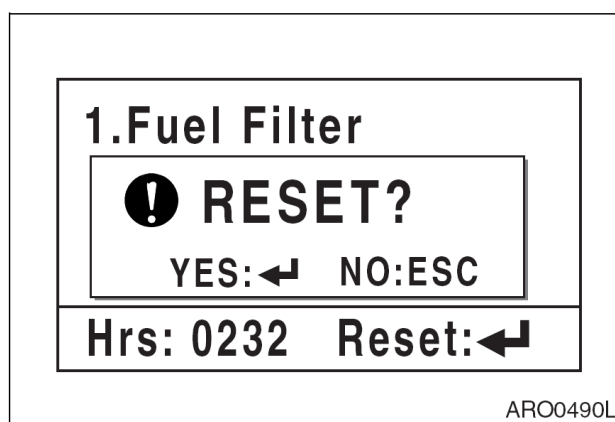 1.Fuel Filter
! RESET?
YES:↵ NO:ESC
Hrs: 0232 Reset:↵
ARO0490L